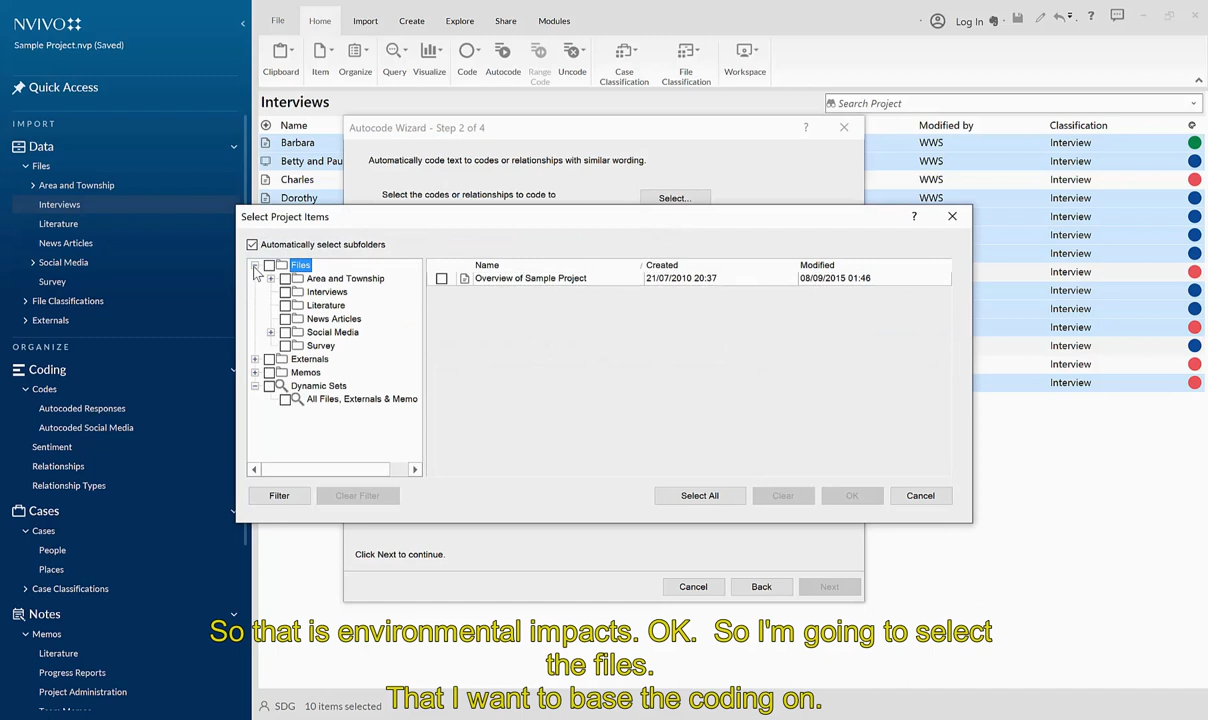 NVIVO
File
Home
Import
Create
Explore
Share
Modules
Log In
Sample Project.nvp (Saved)
Clipboard
Item
Organize
Query
Visualize
Code
Autocode
Range Code
Uncode
Case Classification
File Classification
Workspace
Quick Access
IMPORT
Data
Files
Area and Township
Interviews
Literature
News Articles
Social Media
Survey
File Classifications
Externals
ORGANIZE
Coding
Codes
Autocoded Responses
Autocoded Social Media
Sentiment
Relationships
Relationship Types
Cases
Cases
People
Places
Case Classifications
Notes
Memos
Literature
Progress Reports
Project Administration
Interviews
Search Project
Name
Modified by
Classification
Barbara
WWS
Interview
Betty and Pau
WWS
Interview
Charles
WWS
Interview
Dorothy
WWS
Interview
WWS
Interview
WWS
Interview
WWS
Interview
WWS
Interview
WWS
Interview
WWS
Interview
WWS
Interview
WWS
Interview
WWS
Interview
WWS
Interview
Autocode Wizard - Step 2 of 4
?
Automatically code text to codes or relationships with similar wording.
Select the codes or relationships to code to
Select...
Select Project Items
?
Automatically select subfolders
Files
Area and Township
Interviews
Literature
News Articles
Social Media
Survey
Externals
Memos
Dynamic Sets
All Files, Externals & Memo
Name
Created
Modified
Overview of Sample Project
21/07/2010 20:37
08/09/2015 01:46
Filter
Clear Filter
Select All
Clear
OK
Cancel
Click Next to continue.
Cancel
Back
Next
So that is environmental impacts. OK. So I'm going to select
the files.
That I want to base the coding on.
SDG
10 items selected